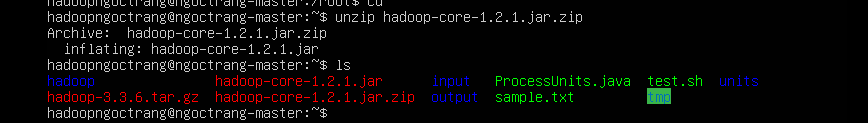 hadoopngoctrang@ngoctrang-master:/root$ cd
hadoopngoctrang@ngoctrang-master:~$ unzip hadoop-core-1.2.1.jar.zip
Archive:  hadoop-core-1.2.1.jar.zip
  inflating: hadoop-core-1.2.1.jar
hadoopngoctrang@ngoctrang-master:~$ ls
hadoop               hadoop-core-1.2.1.jar      input   ProcessUnits.java  test.sh  units
hadoop-3.3.6.tar.gz  hadoop-core-1.2.1.jar.zip  output  sample.txt         tmp
hadoopngoctrang@ngoctrang-master:~$